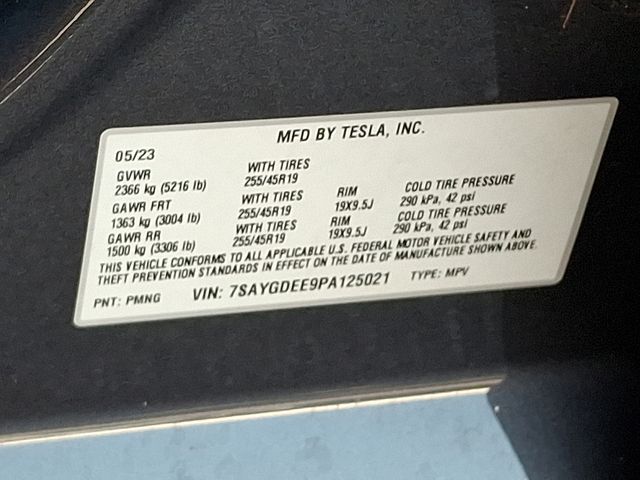 MFD BY TESLA, INC.
05/23
GVWR WITH TIRES
2366 kg (5216 lb) 255/45R19
GAWR FRT WITH TIRES RIM COLD TIRE PRESSURE
1363 kg (3004 lb) 255/45R19 19X9.5J 290 kPa, 42 psi
GAWR RR WITH TIRES RIM COLD TIRE PRESSURE
1500 kg (3306 lb) 255/45R19 19X9.5J 290 kPa, 42 psi
THIS VEHICLE CONFORMS TO ALL APPLICABLE U.S. FEDERAL MOTOR VEHICLE SAFETY AND
THEFT PREVENTION STANDARDS IN EFFECT ON THE DATE OF MANUFACTURE SHOWN ABOVE.
PNT: PMNG VIN: 7SAYGDEE9PA125021 TYPE: MPV